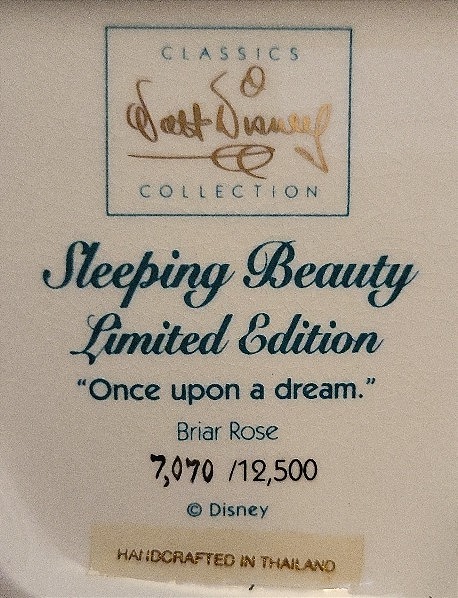 CLASSICS
Walt Disney
COLLECTION
Sleeping Beauty
Limited Edition
“Once upon a dream.”
Briar Rose
7,070 /12,500
© Disney
HANDCRAFTED IN THAILAND